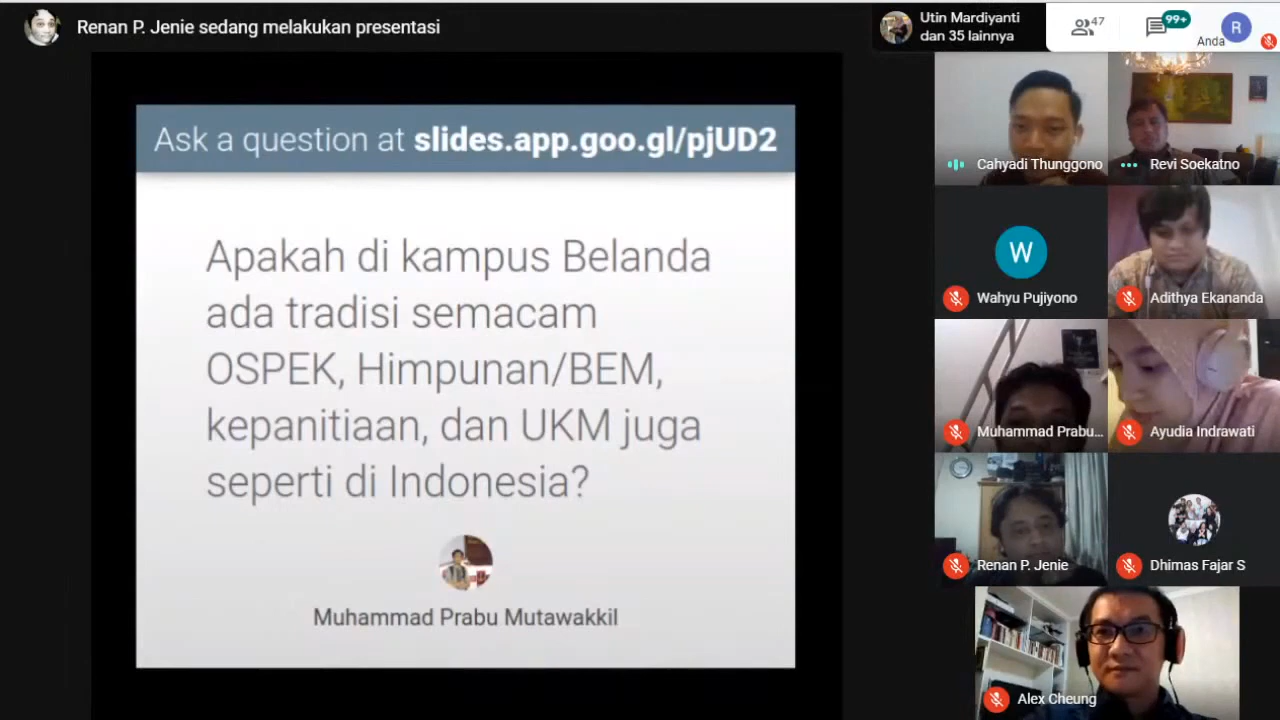 Renan P. Jenie sedang melakukan presentasi
Utin Mardiyanti
dan 35 lainnya
47
99+
Anda
R
Ask a question at slides.app.goo.gl/pjUD2
Apakah di kampus Belanda
ada tradisi semacam
OSPEK, Himpunan/BEM,
kepanitiaan, dan UKM juga
seperti di Indonesia?
Muhammad Prabu Mutawakkil
Cahyadi Thunggono
Revi Soekatno
W
Wahyu Pujiyono
Adithya Ekananda
Muhammad Prabu...
Ayudia Indrawati
Renan P. Jenie
Dhimas Fajar S
Alex Cheung